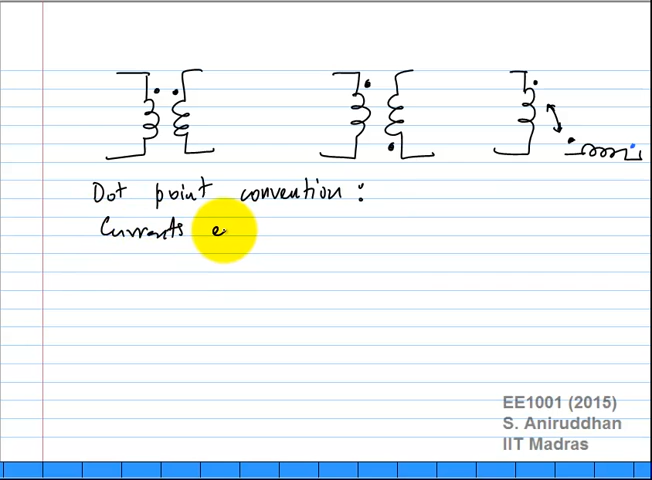 Dot point convention :
Currents e
EE1001 (2015)
S. Aniruddhan
IIT Madras